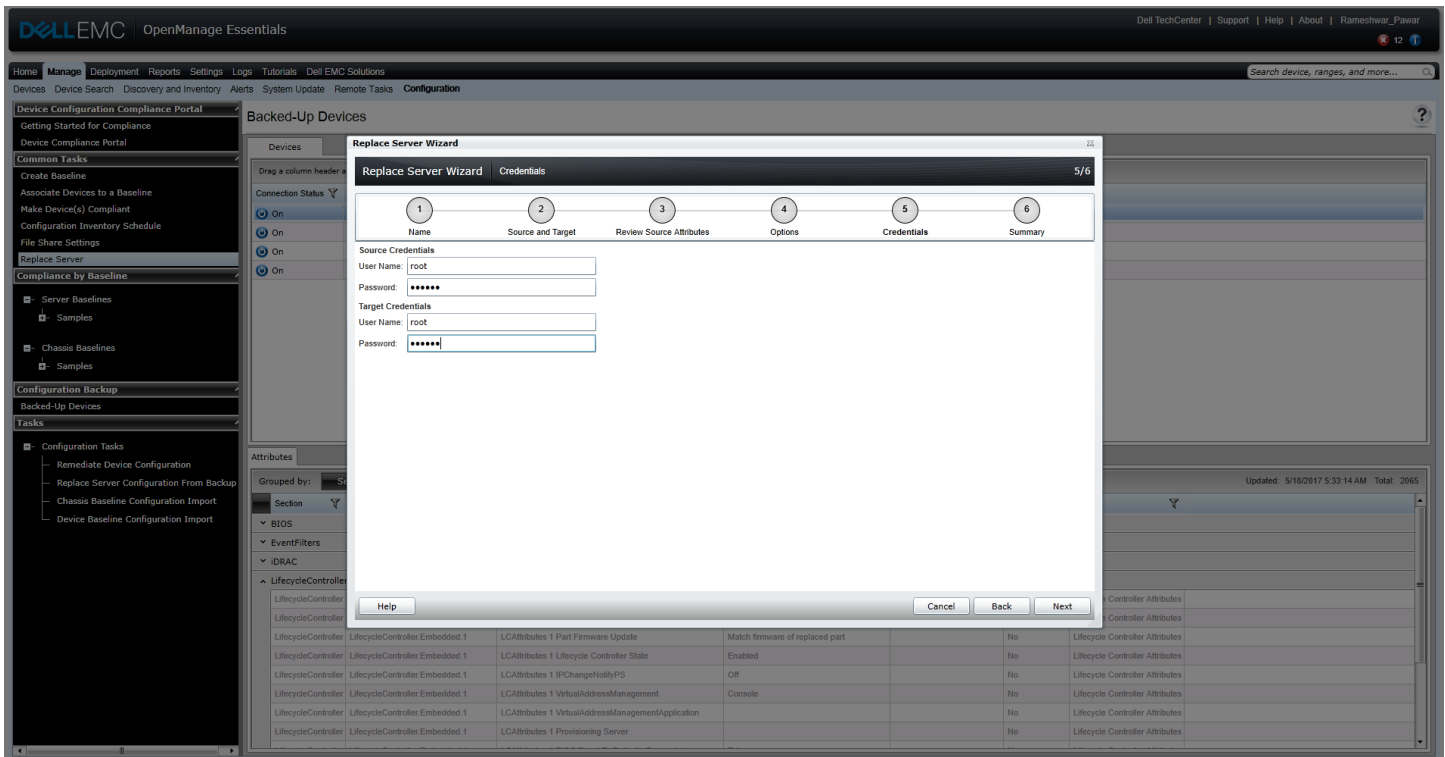 DELLEMC OpenManage Essentials
Dell TechCenter | Support | Help | About | Rameshwar_Pawar
12
Home Manage Deployment Reports Settings Logs Tutorials Dell EMC Solutions
Search device, ranges, and more...
Devices Device Search Discovery and Inventory Alerts System Update Remote Tasks Configuration
Device Configuration Compliance Portal
Getting Started for Compliance
Device Compliance Portal
Common Tasks
Create Baseline
Associate Devices to a Baseline
Make Device(s) Compliant
Configuration Inventory Schedule
File Share Settings
Replace Server
Compliance by Baseline
Server Baselines
Samples
Chassis Baselines
Samples
Configuration Backup
Backed-Up Devices
Tasks
Configuration Tasks
Remediate Device Configuration
Replace Server Configuration From Backup
Chassis Baseline Configuration Import
Device Baseline Configuration Import
Backed-Up Devices
?
Devices
Drag a column header
Connection Status
On
On
On
On
Replace Server Wizard
Replace Server Wizard Credentials 5/6
1 2 3 4 5 6
Name Source and Target Review Source Attributes Options Credentials Summary
Source Credentials
User Name: root
Password: ••••••
Target Credentials
User Name: root
Password: ••••••
Help Cancel Back Next
Attributes
Grouped by:
Updated: 5/18/2017 5:33:14 AM Total: 2065
Section
BIOS
EventFilters
iDRAC
LifecycleController
LifecycleController Controller Attributes
LifecycleController Controller Attributes
LifecycleController LifecycleController.Embedded.1 LCAttributes 1 Part Firmware Update Match firmware of replaced part No Lifecycle Controller Attributes
LifecycleController LifecycleController.Embedded.1 LCAttributes 1 Lifecycle Controller State Enabled No Lifecycle Controller Attributes
LifecycleController LifecycleController.Embedded.1 LCAttributes 1 IPChangeNotifyPS Off No Lifecycle Controller Attributes
LifecycleController LifecycleController.Embedded.1 LCAttributes 1 VirtualAddressManagement Console No Lifecycle Controller Attributes
LifecycleController LifecycleController.Embedded.1 LCAttributes 1 VirtualAddressManagementApplication No Lifecycle Controller Attributes
LifecycleController LifecycleController.Embedded.1 LCAttributes 1 Provisioning Server No Lifecycle Controller Attributes